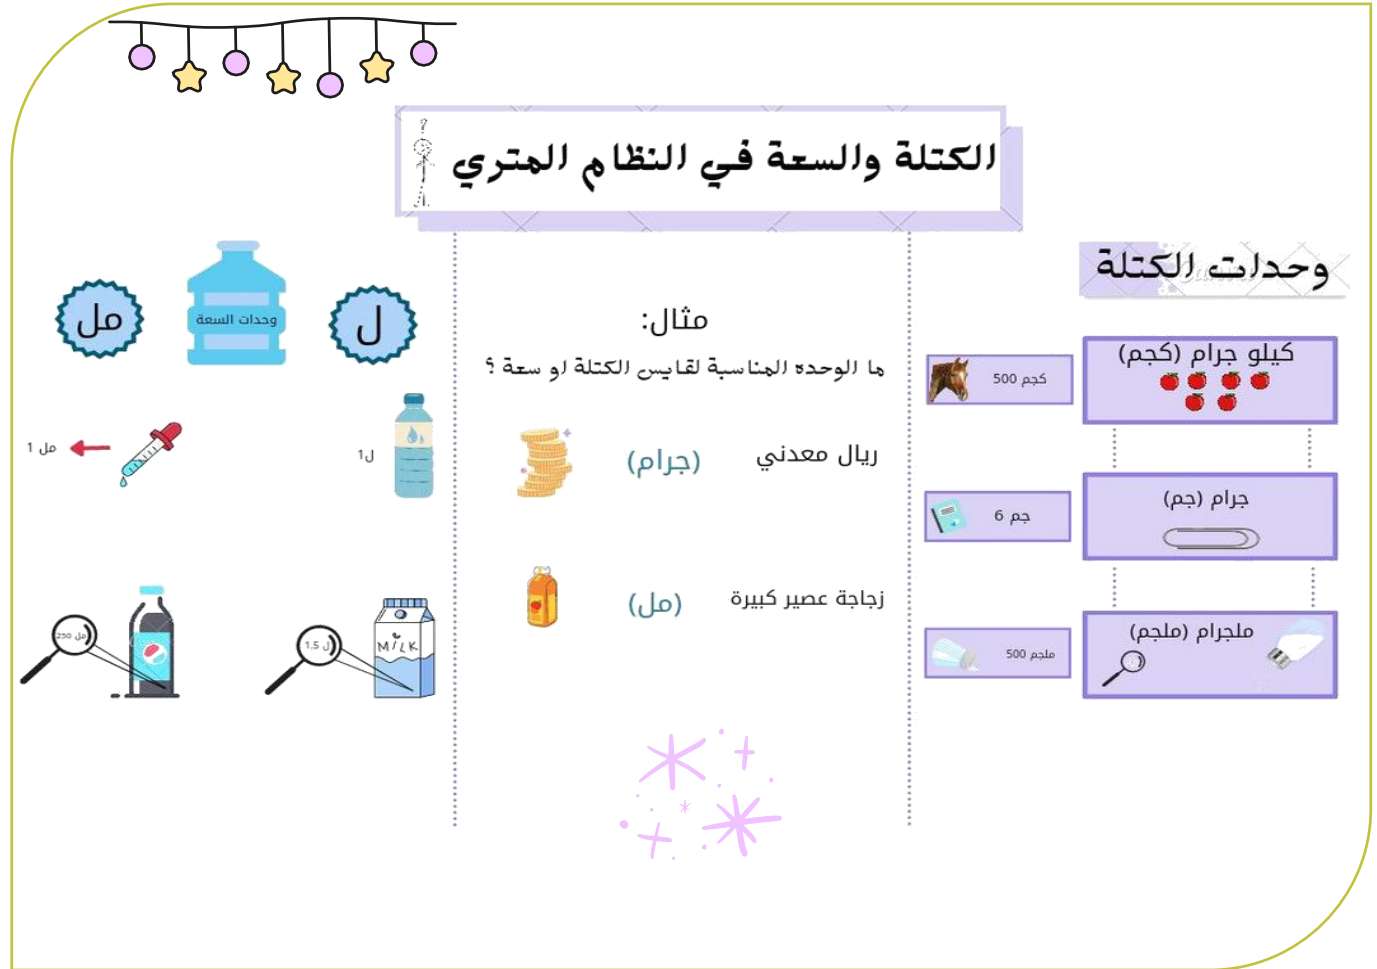 الكتلة والسعة في النظام المتري
وحدات الكتلة
كيلو جرام (كجم)
500 كجم
جرام (جم)
6 جم
ملجرام (ملجم)
500 ملجم
مثال:
ما الوحده المناسبة لقايس الكتلة او سعة ؟
ريال معدني (جرام)
زجاجة عصير كبيرة (مل)
وحدات السعة
ل
مل
1ل
1 مل
1.5 ل
250 مل
MILK